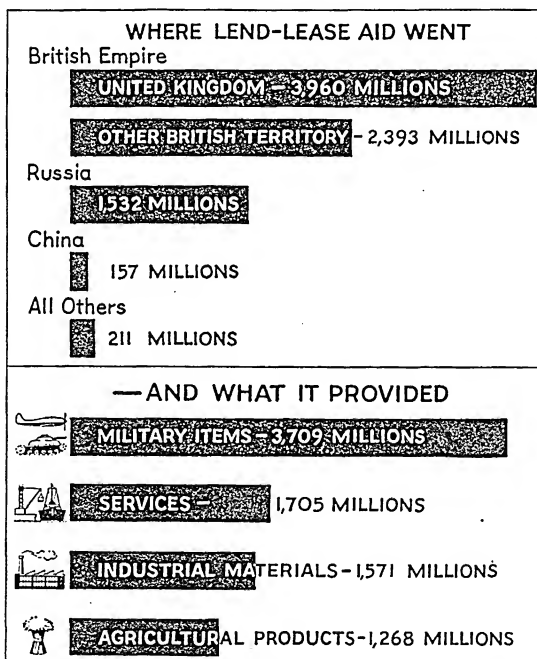 WHERE LEND-LEASE AID WENT
British Empire
UNITED KINGDOM – 3,960 MILLIONS
OTHER BRITISH TERRITORY – 2,393 MILLIONS
Russia
1,532 MILLIONS
China
157 MILLIONS
All Others
211 MILLIONS
— AND WHAT IT PROVIDED
MILITARY ITEMS – 3,709 MILLIONS
SERVICES – 1,705 MILLIONS
INDUSTRIAL MATERIALS – 1,571 MILLIONS
AGRICULTURAL PRODUCTS – 1,268 MILLIONS